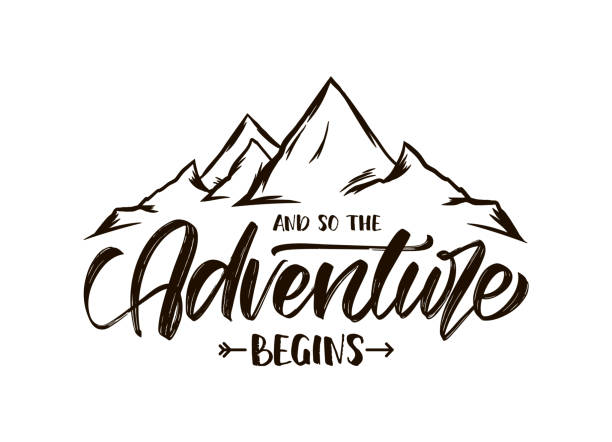 AND SO THE
Adventure
BEGINS